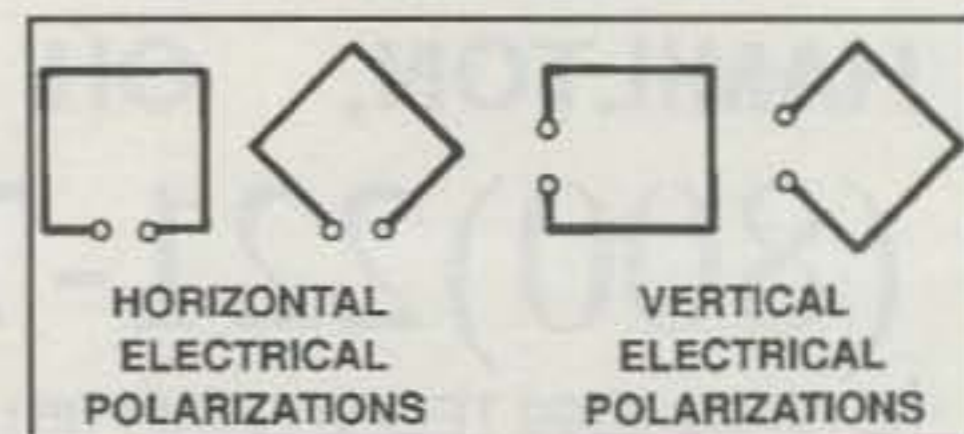 HORIZONTAL
ELECTRICAL
POLARIZATIONS
VERTICAL
ELECTRICAL
POLARIZATIONS